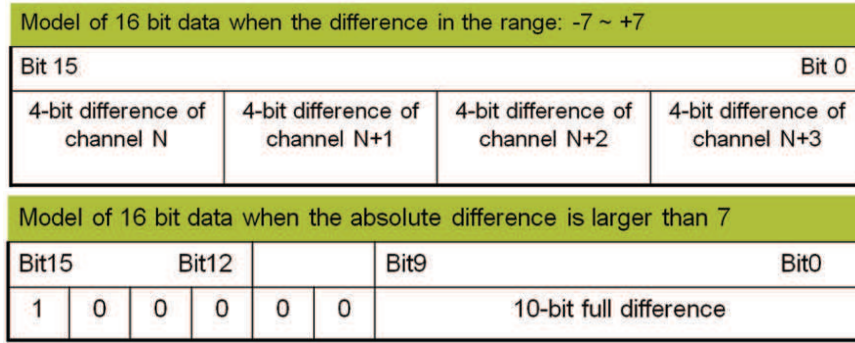 Model of 16 bit data when the difference in the range: -7 ~ +7
Bit 15 Bit 0
4-bit difference of channel N 4-bit difference of channel N+1 4-bit difference of channel N+2 4-bit difference of channel N+3
Model of 16 bit data when the absolute difference is larger than 7
Bit15 Bit12 Bit9 Bit0
1 0 0 0 0 0 10-bit full difference